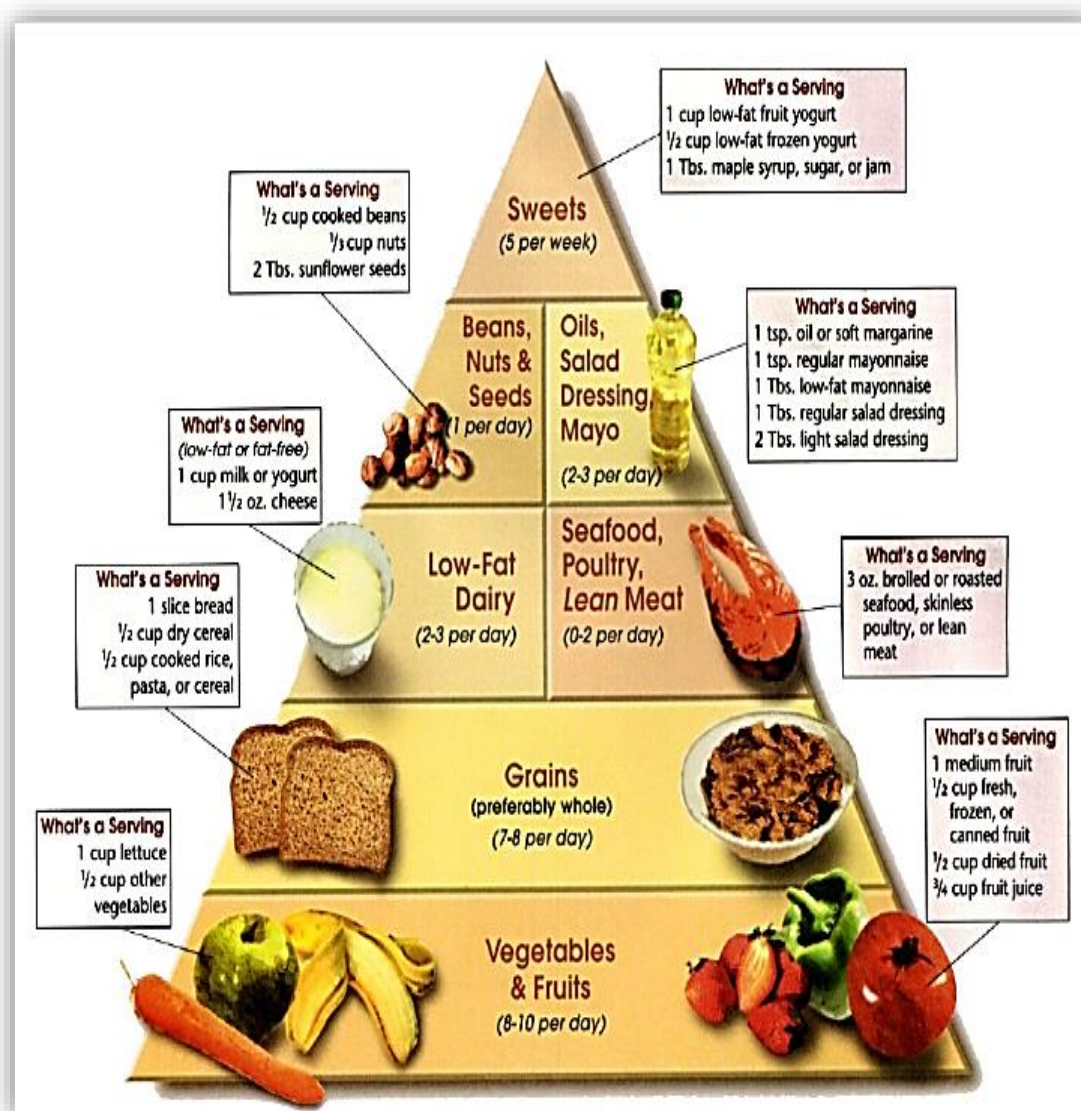 What's a Serving
1 cup low-fat fruit yogurt
½ cup low-fat frozen yogurt
1 Tbs. maple syrup, sugar, or jam
Sweets
(5 per week)
What's a Serving
½ cup cooked beans
⅓ cup nuts
2 Tbs. sunflower seeds
Beans,
Nuts &
Seeds
(1 per day)
Oils,
Salad
Dressing,
Mayo
(2-3 per day)
What's a Serving
1 tsp. oil or soft margarine
1 tsp. regular mayonnaise
1 Tbs. low-fat mayonnaise
1 Tbs. regular salad dressing
2 Tbs. light salad dressing
What's a Serving
(low-fat or fat-free)
1 cup milk or yogurt
1½ oz. cheese
Low-Fat
Dairy
(2-3 per day)
Seafood,
Poultry,
Lean Meat
(0-2 per day)
What's a Serving
3 oz. broiled or roasted
seafood, skinless
poultry, or lean
meat
What's a Serving
1 slice bread
½ cup dry cereal
½ cup cooked rice,
pasta, or cereal
Grains
(preferably whole)
(7-8 per day)
What's a Serving
1 cup lettuce
½ cup other
vegetables
Vegetables
& Fruits
(8-10 per day)
What's a Serving
1 medium fruit
½ cup fresh,
frozen, or
canned fruit
½ cup dried fruit
¾ cup fruit juice